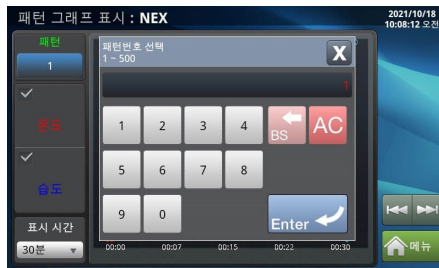 패턴 그래프 표시 : NEX
2021/10/18
10:08:12 오전
패턴
1
온도
습도
표시 시간
30분
패턴번호 선택
1 ~ 500
X
1
1 2 3 4 BS AC
5 6 7 8
9 0 Enter
00:00 00:07 00:15 00:22 00:30
메뉴